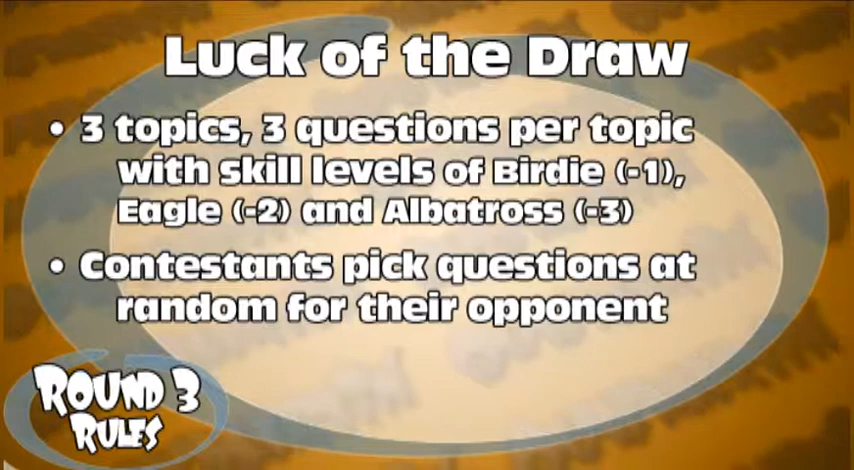 Luck of the Draw
• 3 topics, 3 questions per topic
with skill levels of Birdie (-1),
Eagle (-2) and Albatross (-3)
• Contestants pick questions at
random for their opponent
Round 3
Rules